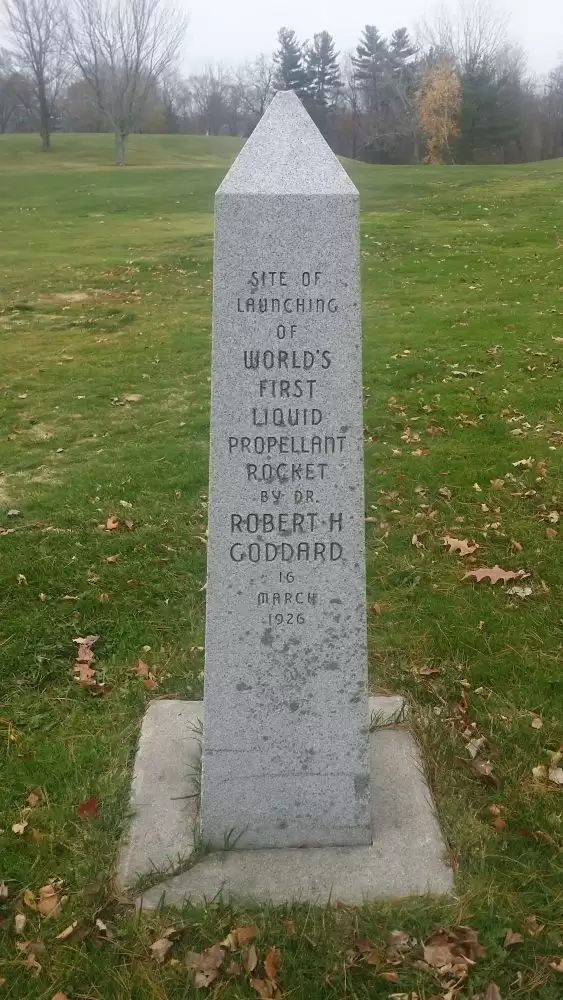 SITE OF
LAUNCHING
OF
WORLD'S
FIRST
LIQUID
PROPELLANT
ROCKET
BY DR.
ROBERT H
GODDARD
16
MARCH
1926